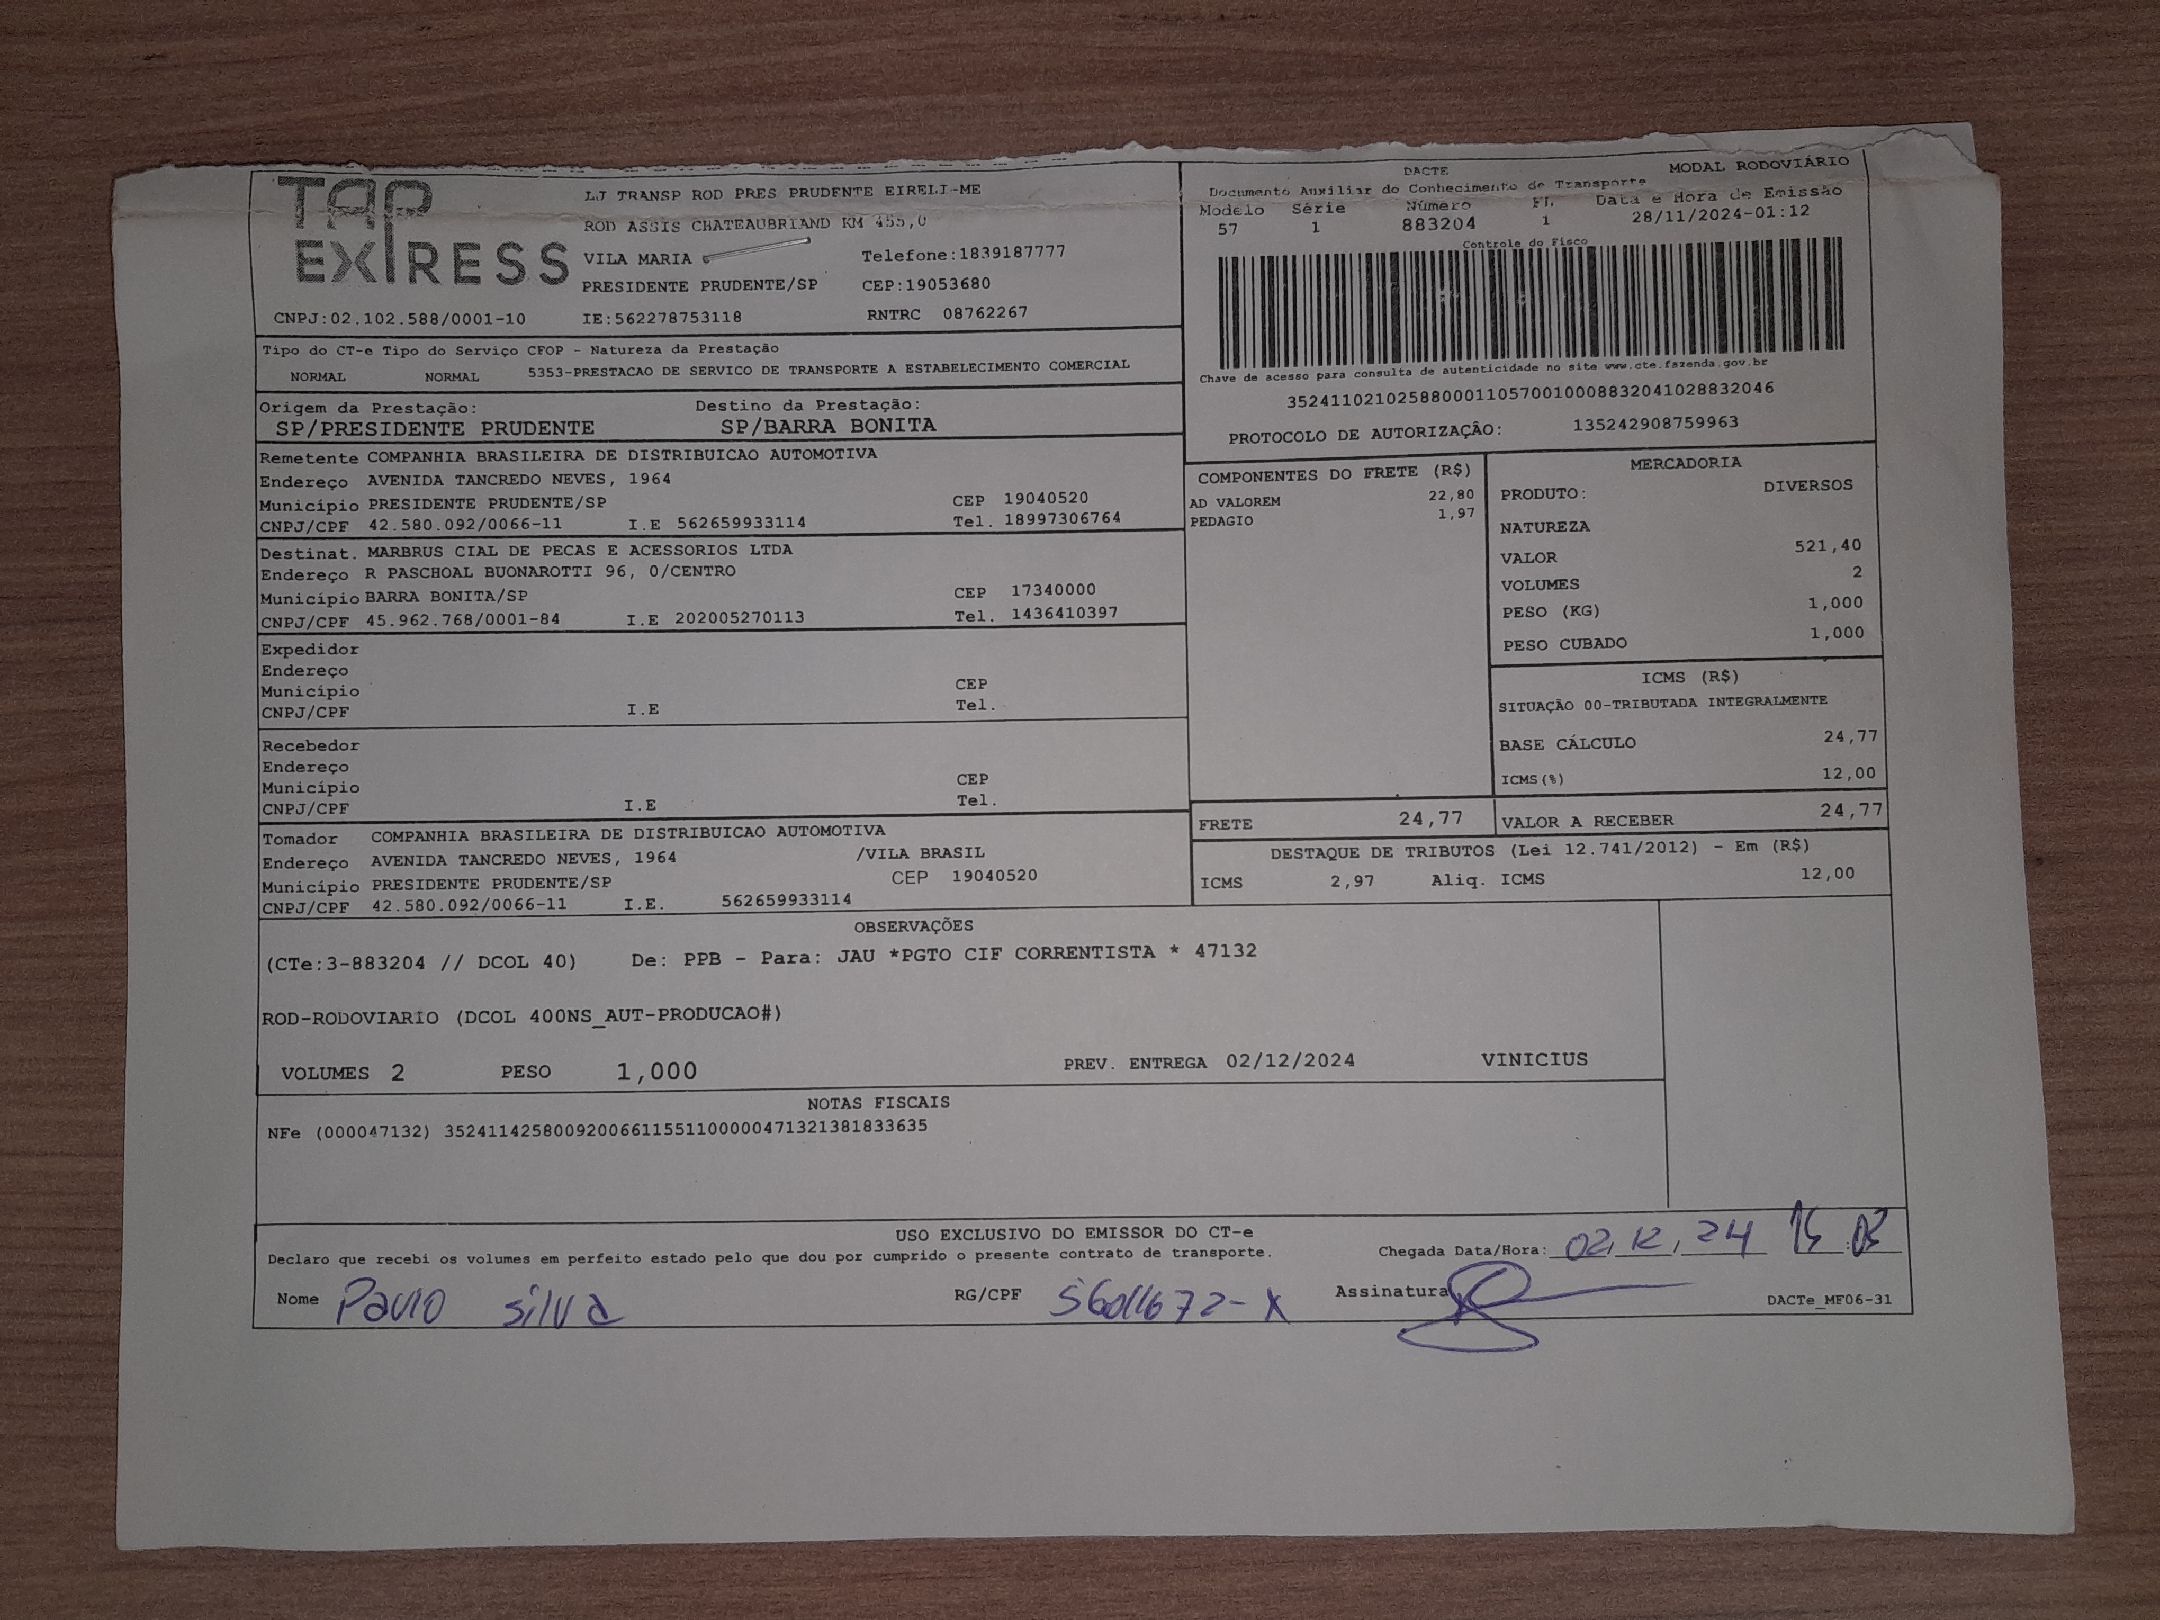 TAP EXPRESS
LJ TRANSP ROD PRES PRUDENTE EIRELI-ME
ROD ASSIS CHATEAUBRIAND KM 455,0
VILA MARIA Telefone:1839187777
PRESIDENTE PRUDENTE/SP CEP:19053680
CNPJ:02.102.588/0001-10 IE:562278753118 RNTRC 08762267
DACTE MODAL RODOVIÁRIO
Documento Auxiliar do Conhecimento de Transporte
Modelo Série Número Fl. Data e Hora de Emissão
57 1 883204 1 28/11/2024-01:12
Controle do Fisco
Chave de acesso para consulta de autenticidade no site www.cte.fazenda.gov.br
35241102102588000110570010008832041028832046
PROTOCOLO DE AUTORIZAÇÃO: 135242908759963
Tipo do CT-e Tipo do Serviço CFOP - Natureza da Prestação
NORMAL NORMAL 5353-PRESTACAO DE SERVICO DE TRANSPORTE A ESTABELECIMENTO COMERCIAL
Origem da Prestação: Destino da Prestação:
SP/PRESIDENTE PRUDENTE SP/BARRA BONITA
Remetente COMPANHIA BRASILEIRA DE DISTRIBUICAO AUTOMOTIVA
Endereço AVENIDA TANCREDO NEVES, 1964
Município PRESIDENTE PRUDENTE/SP CEP 19040520
CNPJ/CPF 42.580.092/0066-11 I.E 562659933114 Tel. 18997306764
Destinat. MARBRUS CIAL DE PECAS E ACESSORIOS LTDA
Endereço R PASCHOAL BUONAROTTI 96, 0/CENTRO
Município BARRA BONITA/SP CEP 17340000
CNPJ/CPF 45.962.768/0001-84 I.E 202005270113 Tel. 1436410397
Expedidor
Endereço
Município CEP
CNPJ/CPF I.E Tel.
Recebedor
Endereço
Município CEP
CNPJ/CPF I.E Tel.
Tomador COMPANHIA BRASILEIRA DE DISTRIBUICAO AUTOMOTIVA
Endereço AVENIDA TANCREDO NEVES, 1964 /VILA BRASIL
Município PRESIDENTE PRUDENTE/SP CEP 19040520
CNPJ/CPF 42.580.092/0066-11 I.E. 562659933114
COMPONENTES DO FRETE (R$)
AD VALOREM 22,80
PEDAGIO 1,97
MERCADORIA
PRODUTO: DIVERSOS
NATUREZA
VALOR 521,40
VOLUMES 2
PESO (KG) 1,000
PESO CUBADO 1,000
ICMS (R$)
SITUAÇÃO 00-TRIBUTADA INTEGRALMENTE
BASE CÁLCULO 24,77
ICMS(%) 12,00
FRETE 24,77 VALOR A RECEBER 24,77
DESTAQUE DE TRIBUTOS (Lei 12.741/2012) - Em (R$)
ICMS 2,97 Aliq. ICMS 12,00
OBSERVAÇÕES
(CTe:3-883204 // DCOL 40) De: PPB - Para: JAU *PGTO CIF CORRENTISTA * 47132
ROD-RODOVIARIO (DCOL 400NS_AUT-PRODUCAO#)
VOLUMES 2 PESO 1,000 PREV. ENTREGA 02/12/2024 VINICIUS
NOTAS FISCAIS
NFe (000047132) 35241142580092006611551100000471321381833635
USO EXCLUSIVO DO EMISSOR DO CT-e
Declaro que recebi os volumes em perfeito estado pelo que dou por cumprido o presente contrato de transporte. Chegada Data/Hora: 02.12.24
Nome Paulo Silva RG/CPF Assinatura DACTe_MF06-31